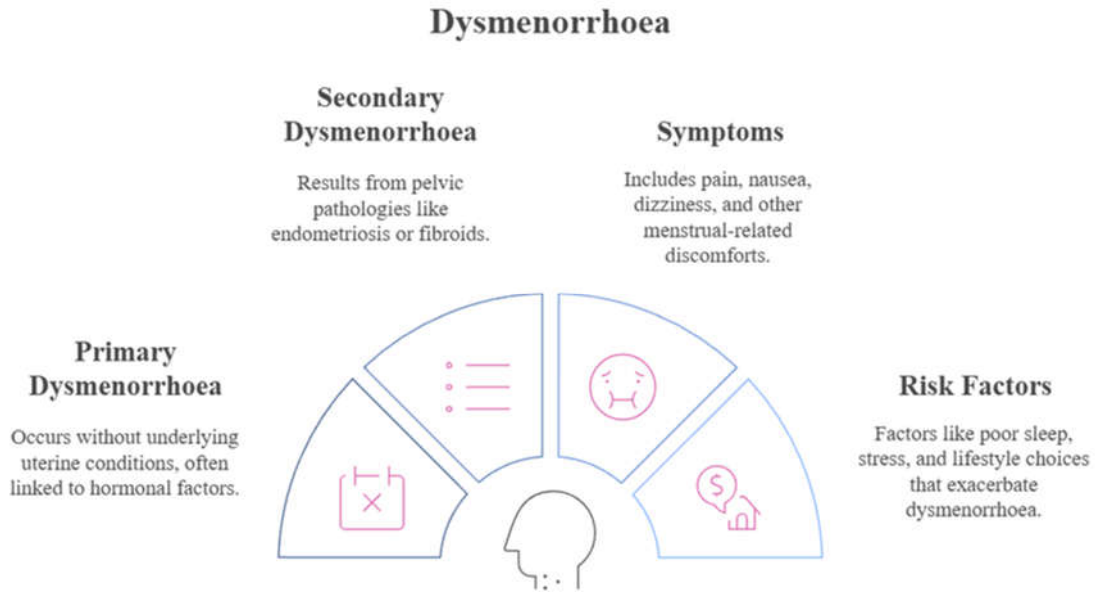 Dysmenorrhoea
Secondary
Dysmenorrhoea
Results from pelvic
pathologies like
endometriosis or fibroids.
Symptoms
Includes pain, nausea,
dizziness, and other
menstrual-related
discomforts.
Primary
Dysmenorrhoea
Occurs without underlying
uterine conditions, often
linked to hormonal factors.
Risk Factors
Factors like poor sleep,
stress, and lifestyle choices
that exacerbate
dysmenorrhoea.
$